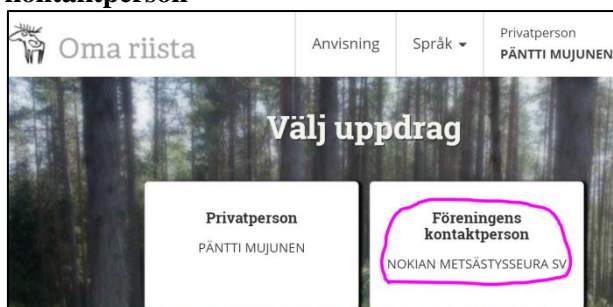 kontaktperson
Oma riista
Anvisning
Språk
Privatperson
PÄNTTI MUJUNEN
Välj uppdrag
Privatperson
PÄNTTI MUJUNEN
Föreningens
kontaktperson
NOKIAN METSÄSTYSSEURA SV